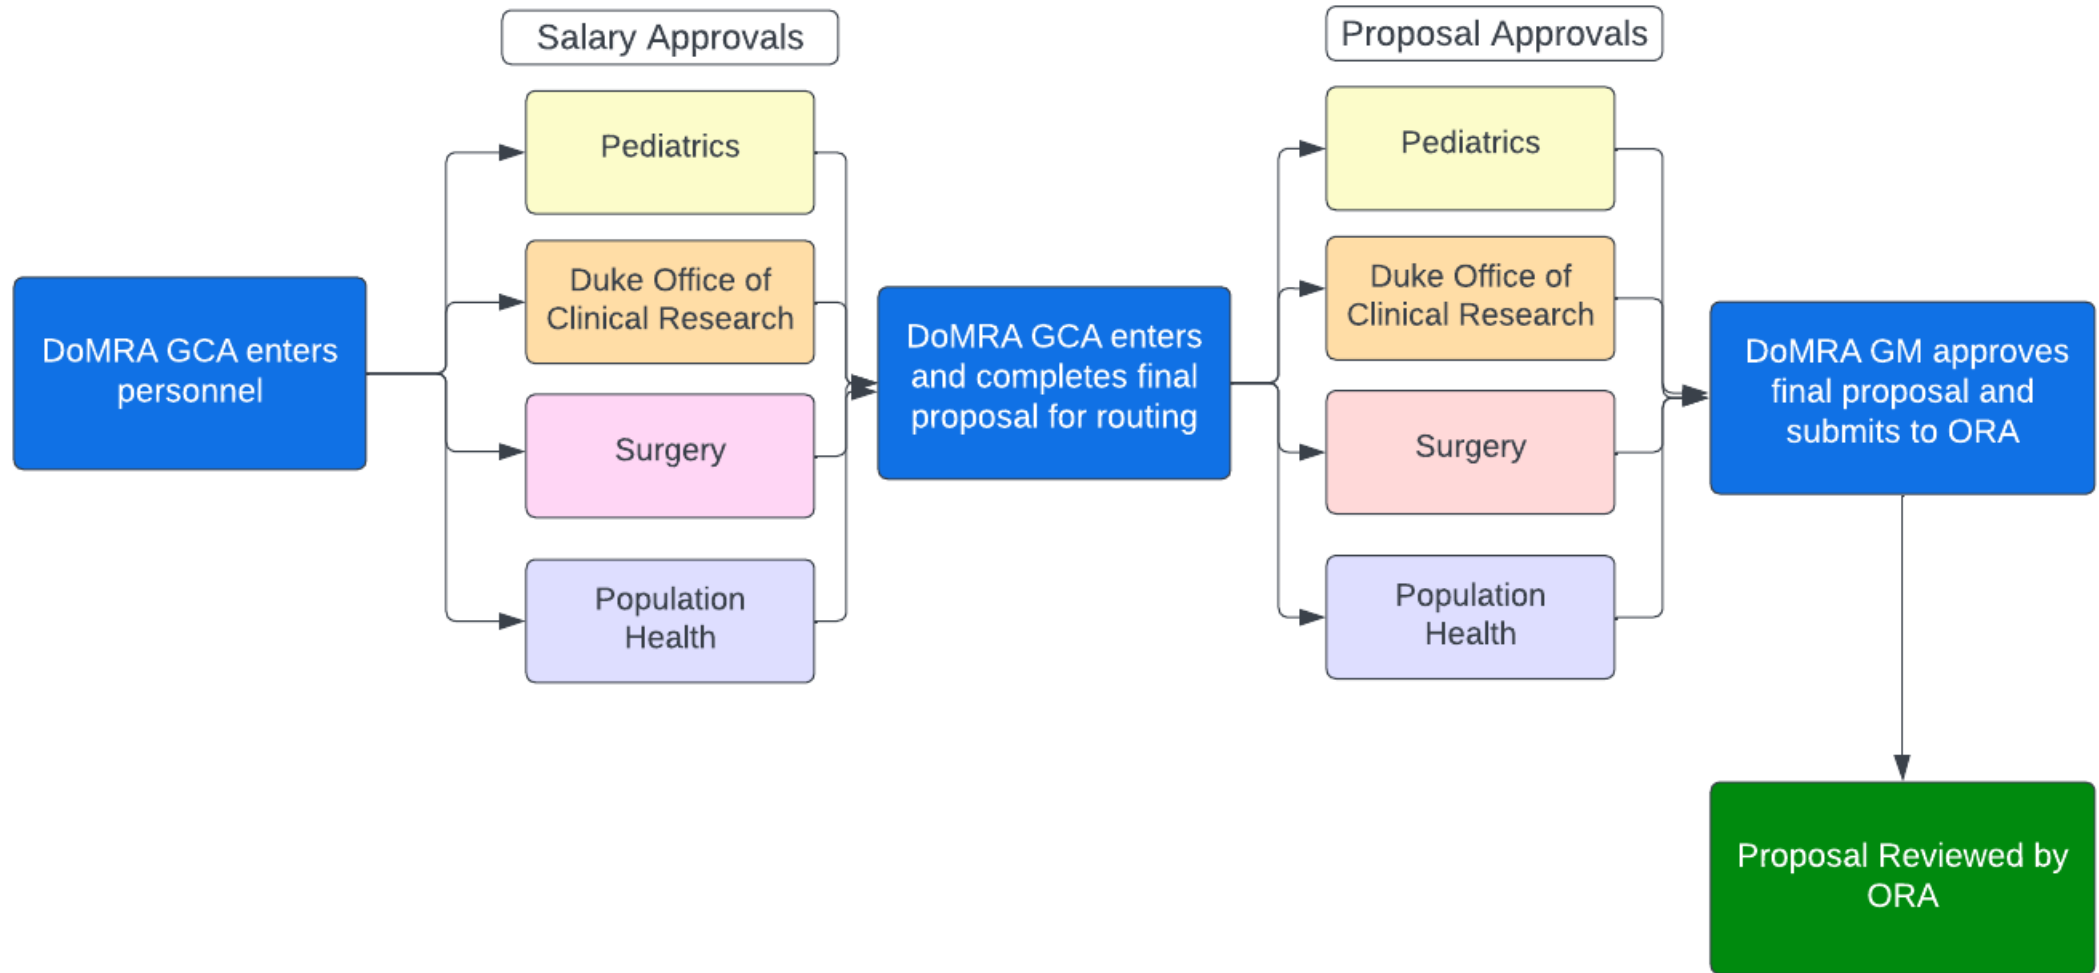 Salary Approvals
Proposal Approvals
DoMRA GCA enters
personnel
Pediatrics
Duke Office of
Clinical Research
Surgery
Population
Health
DoMRA GCA enters
and completes final
proposal for routing
Pediatrics
Duke Office of
Clinical Research
Surgery
Population
Health
DoMRA GM approves
final proposal and
submits to ORA
Proposal Reviewed by
ORA